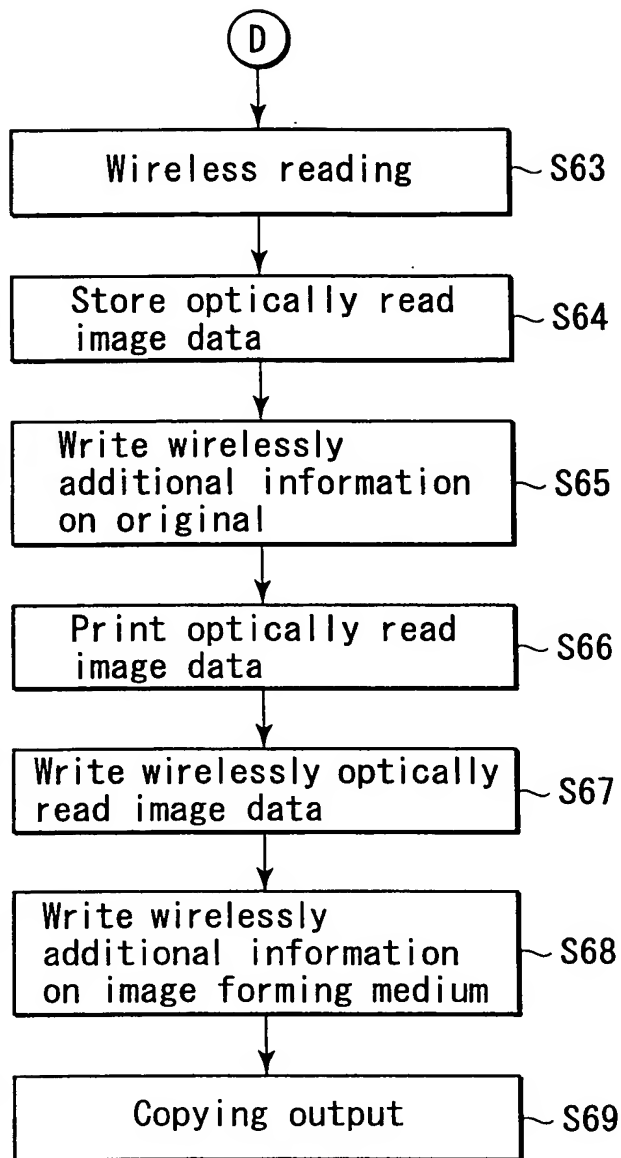 D
Wireless reading
S63
Store optically read
image data
S64
Write wirelessly
additional information
on original
S65
Print optically read
image data
S66
Write wirelessly optically
read image data
S67
Write wirelessly
additional information
on image forming medium
S68
Copying output
S69